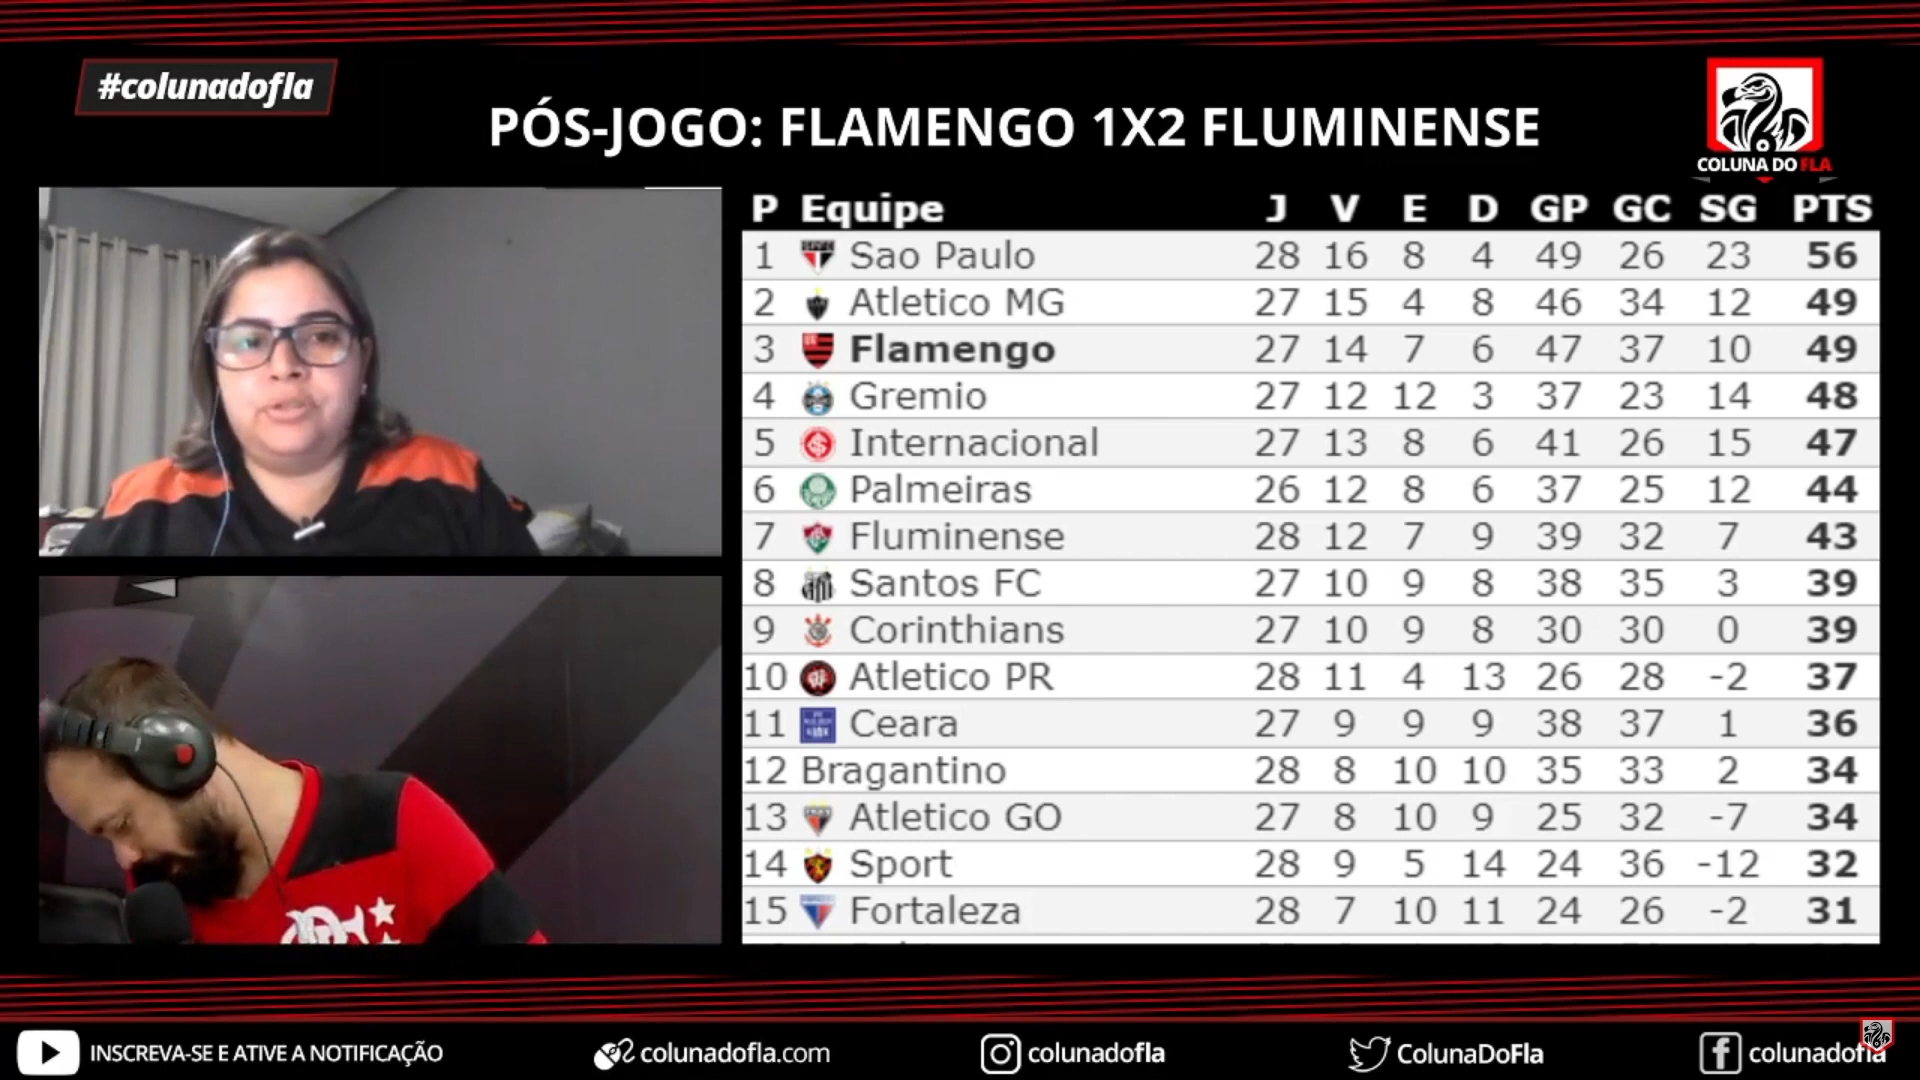 #colunadofla
PÓS-JOGO: FLAMENGO 1X2 FLUMINENSE
COLUNA DO FLA
P Equipe J V E D GP GC SG PTS
1 Sao Paulo 28 16 8 4 49 26 23 56
2 Atletico MG 27 15 4 8 46 34 12 49
3 Flamengo 27 14 7 6 47 37 10 49
4 Gremio 27 12 12 3 37 23 14 48
5 Internacional 27 13 8 6 41 26 15 47
6 Palmeiras 26 12 8 6 37 25 12 44
7 Fluminense 28 12 7 9 39 32 7 43
8 Santos FC 27 10 9 8 38 35 3 39
9 Corinthians 27 10 9 8 30 30 0 39
10 Atletico PR 28 11 4 13 26 28 -2 37
11 Ceara 27 9 9 9 38 37 1 36
12 Bragantino 28 8 10 10 35 33 2 34
13 Atletico GO 27 8 10 9 25 32 -7 34
14 Sport 28 9 5 14 24 36 -12 32
15 Fortaleza 28 7 10 11 24 26 -2 31
INSCREVA-SE E ATIVE A NOTIFICAÇÃO
colunadofla.com
colunadofla
ColunaDoFla
colunadofla